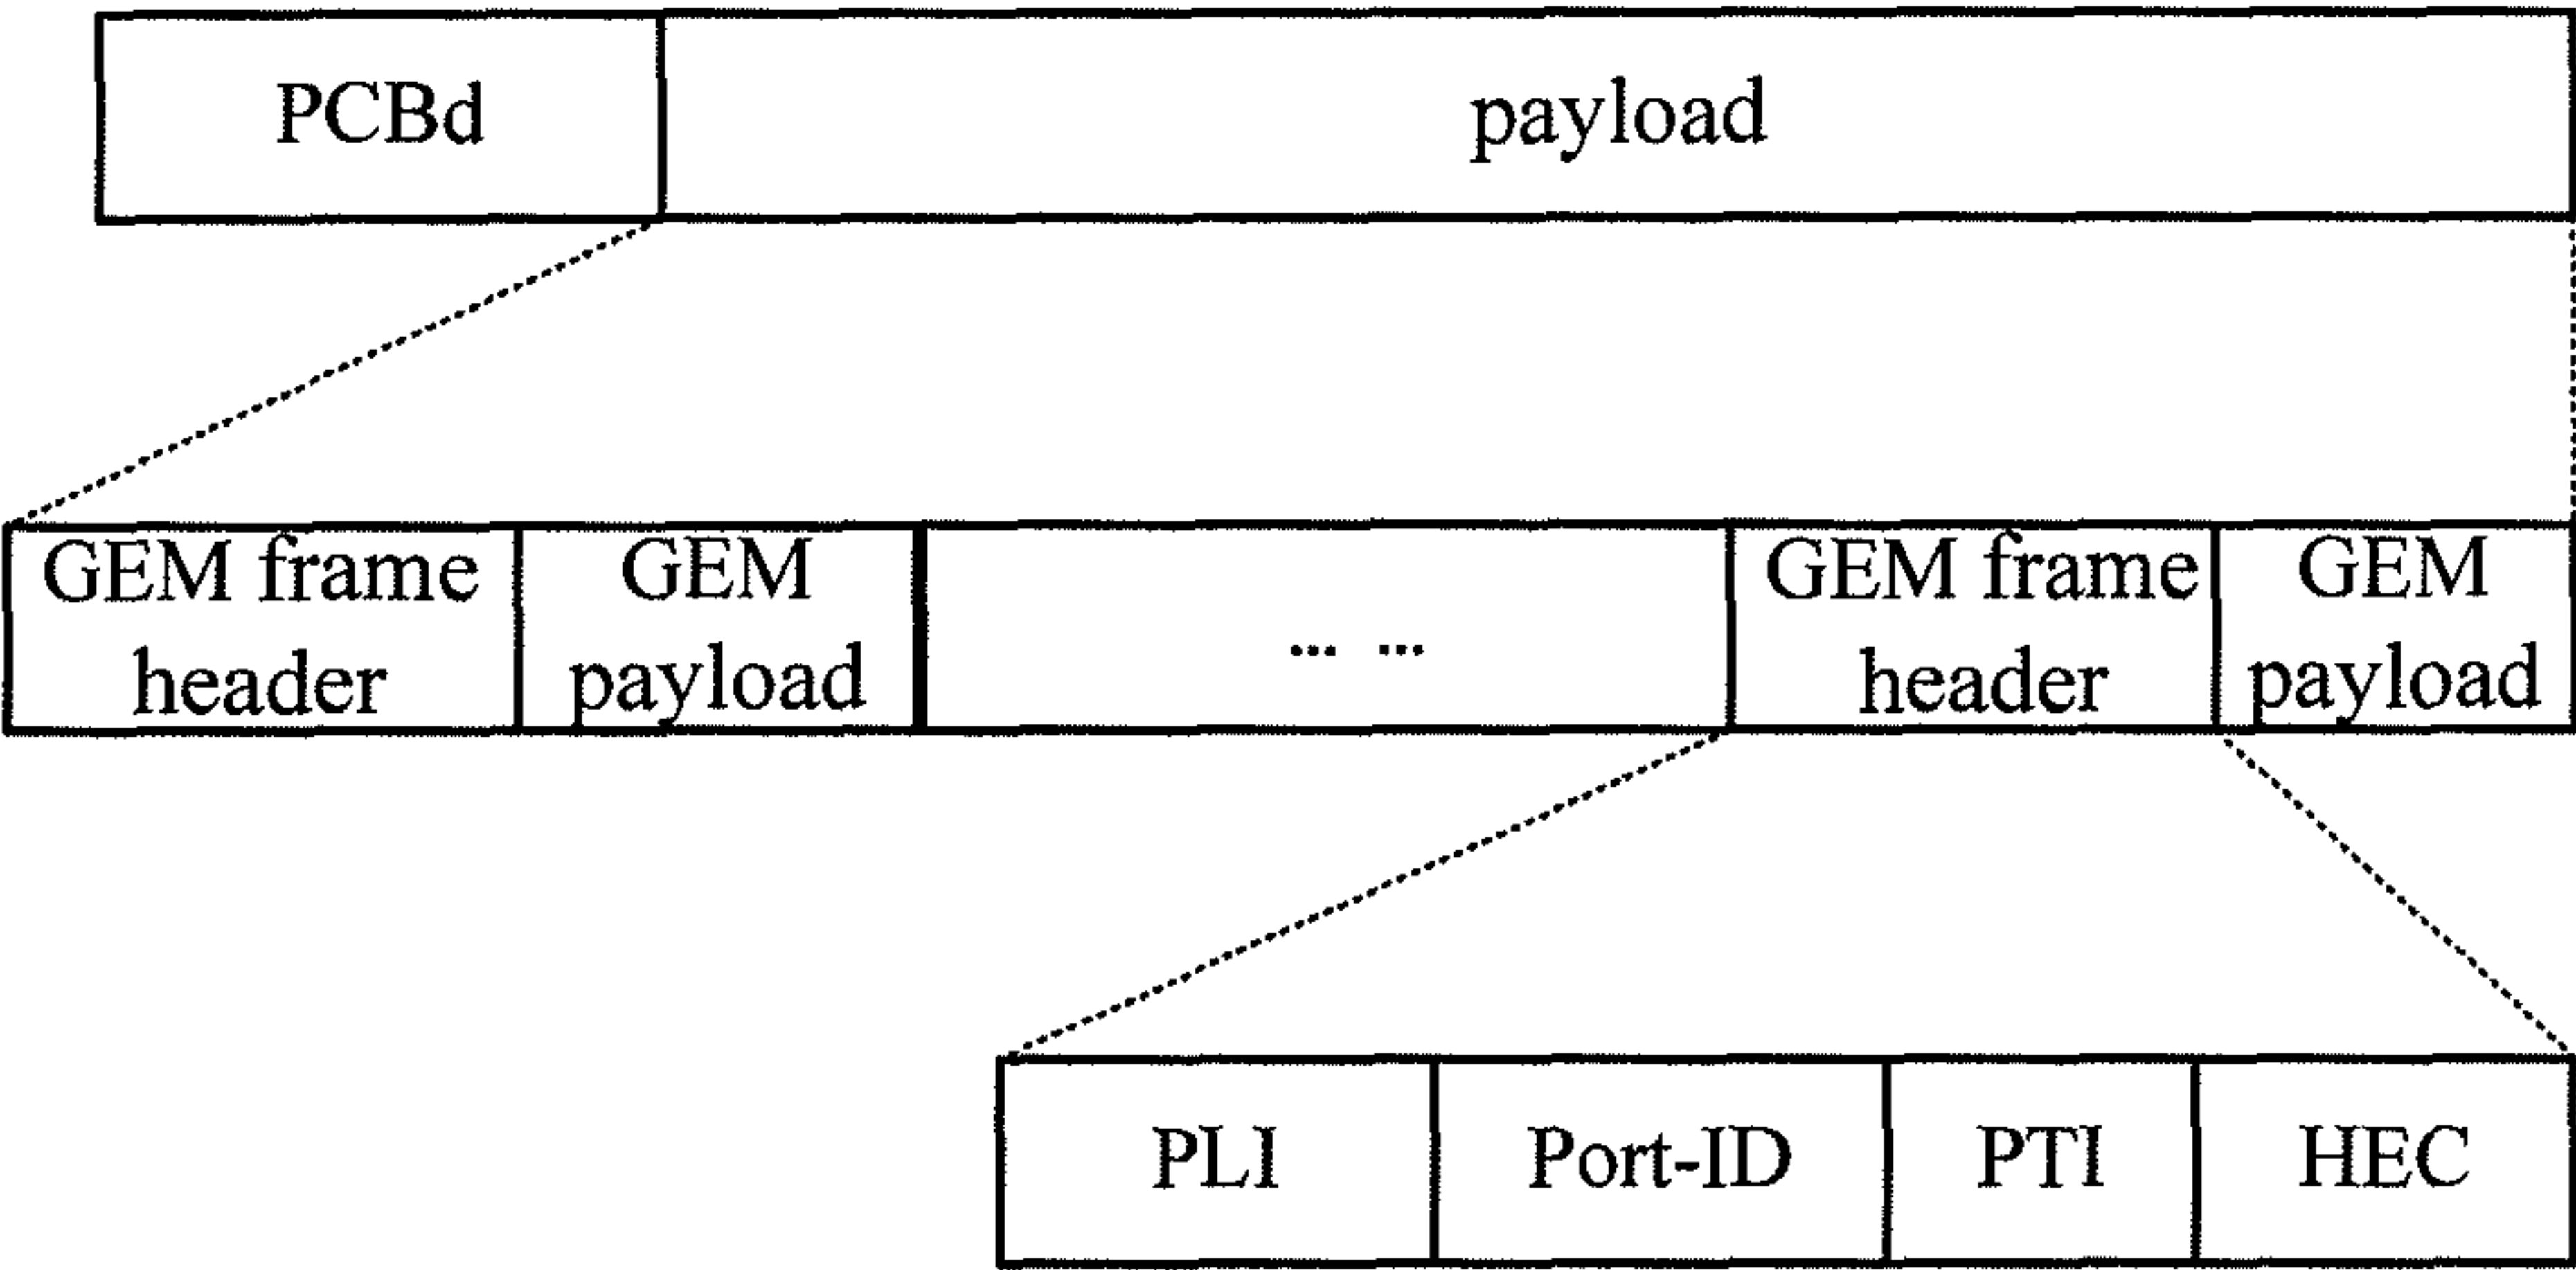 PCBd
payload
GEM frame
header
GEM
payload
... ...
GEM frame
header
GEM
payload
PLI
Port-ID
PTI
HEC